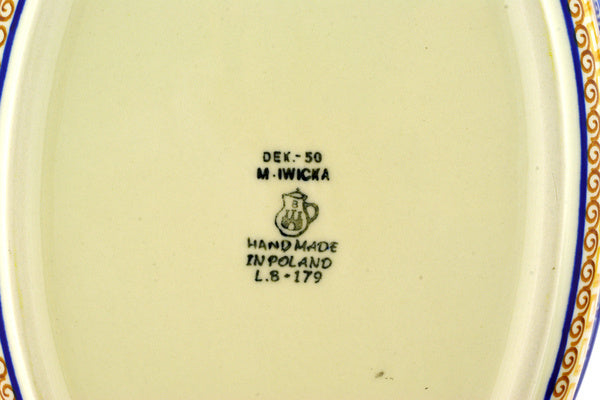 DEK.-50
M.IWICKA
B
HAND MADE
IN POLAND
L.B-179